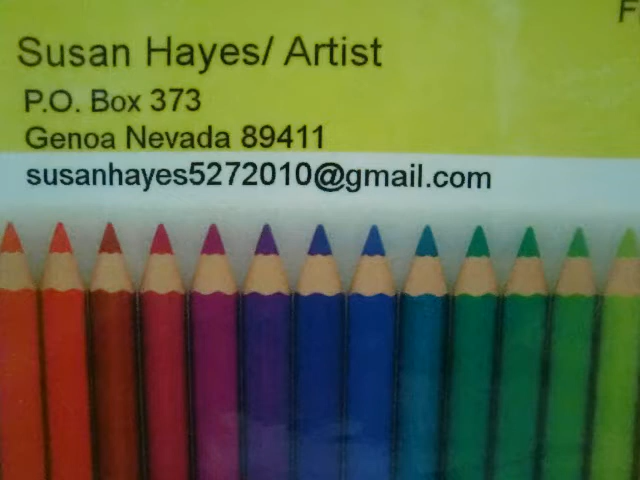 F
Susan Hayes/ Artist
P.O. Box 373
Genoa Nevada 89411
susanhayes5272010@gmail.com